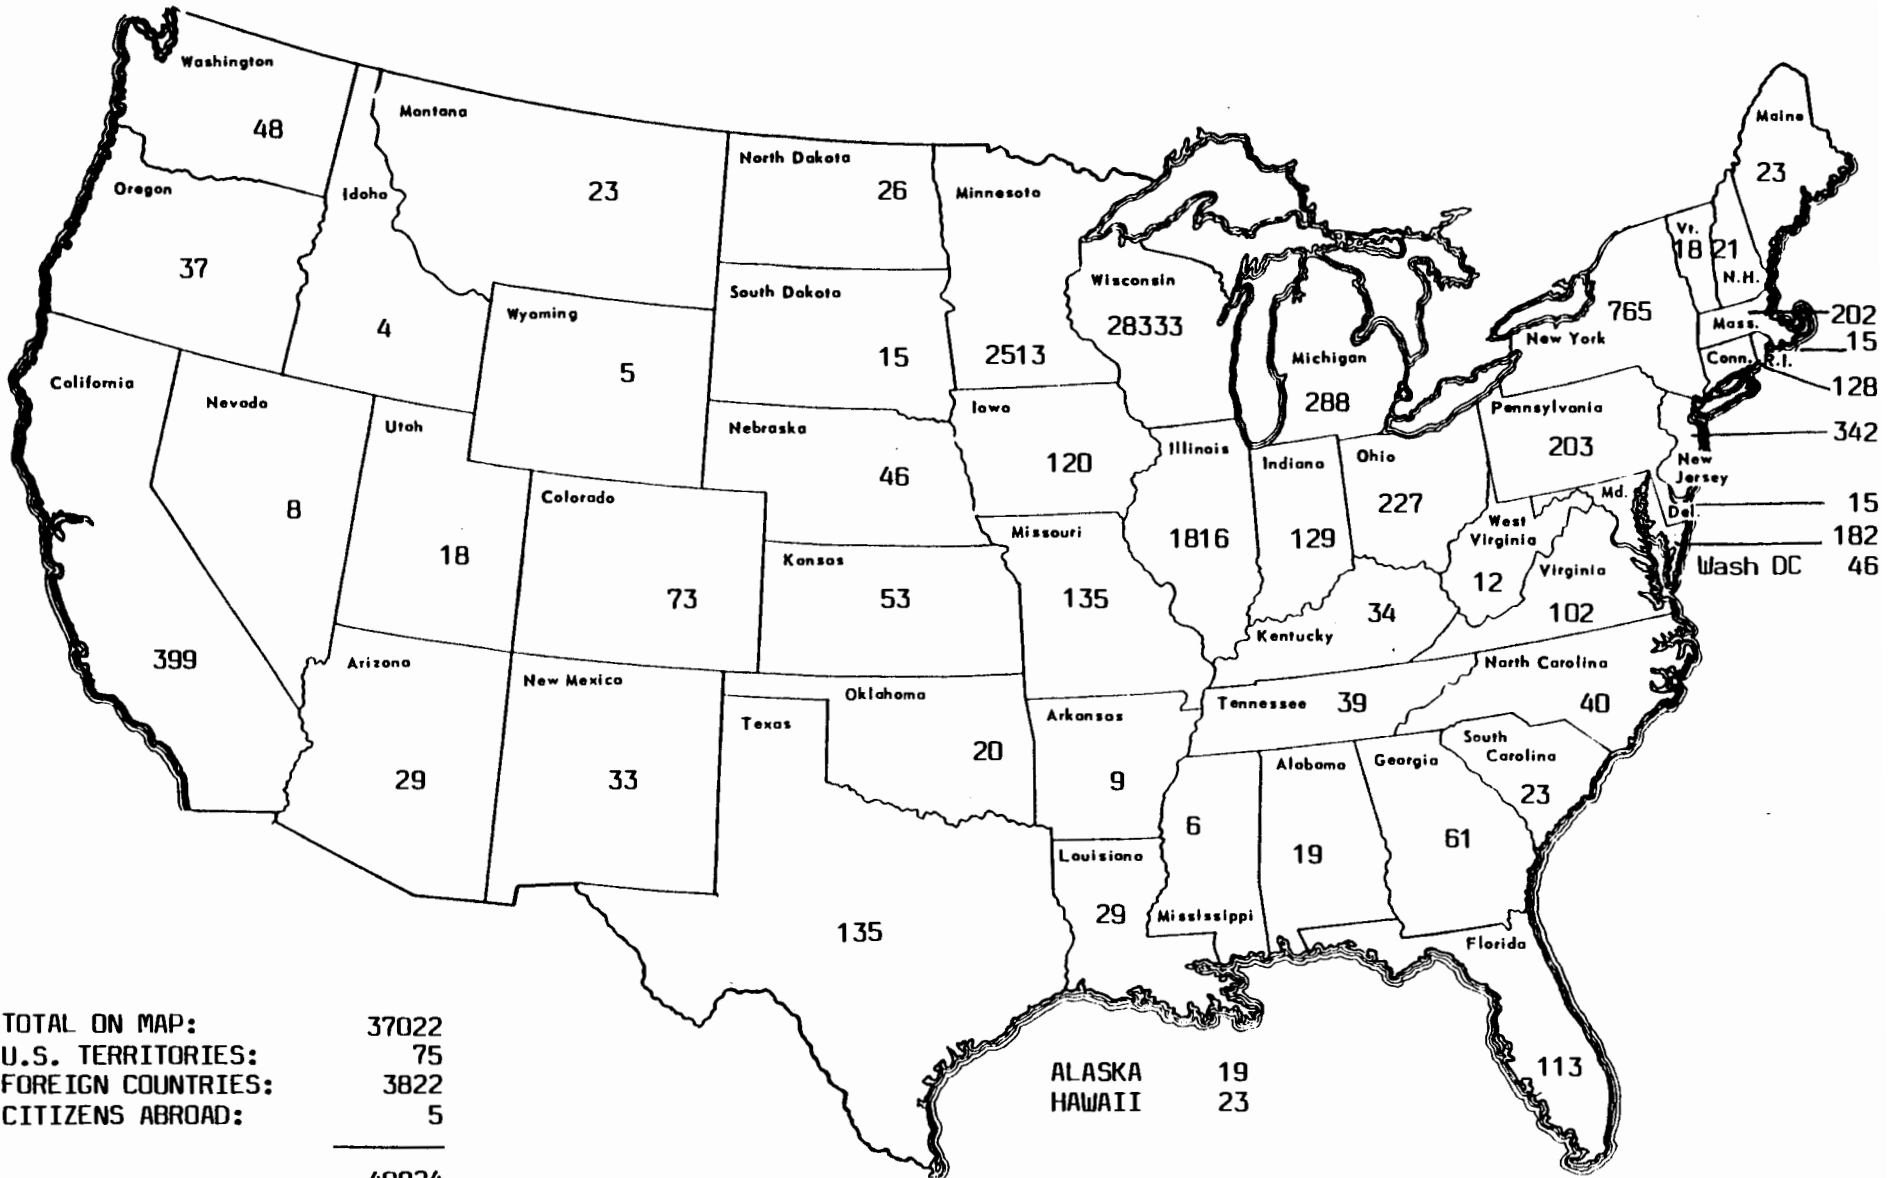 Washington
48
Montana
23
North Dakota
26
Minnesota
2513
Maine
23
Oregon
37
Idaho
4
Wyoming
5
South Dakota
15
Wisconsin
28333
Michigan
288
New York
765
Vt.
18
21
N.H.
Mass.
202
15
Conn.
R.I.
128
California
399
Nevada
8
Utah
18
Colorado
73
Nebraska
46
Iowa
120
Illinois
1816
Indiana
129
Ohio
227
Pennsylvania
203
342
New
Jersey
Md.
Del.
15
182
Wash DC 46
West
Virginia
12
Virginia
102
Kansas
53
Missouri
135
Kentucky
34
Arizona
29
New Mexico
33
Oklahoma
20
Texas
135
Arkansas
9
Tennessee 39
North Carolina
40
South
Carolina
23
Louisiana
29
6
Mississippi
Alabama
19
Georgia
61
Florida
113
ALASKA 19
HAWAII 23
TOTAL ON MAP: 37022
U.S. TERRITORIES: 75
FOREIGN COUNTRIES: 3822
CITIZENS ABROAD: 5